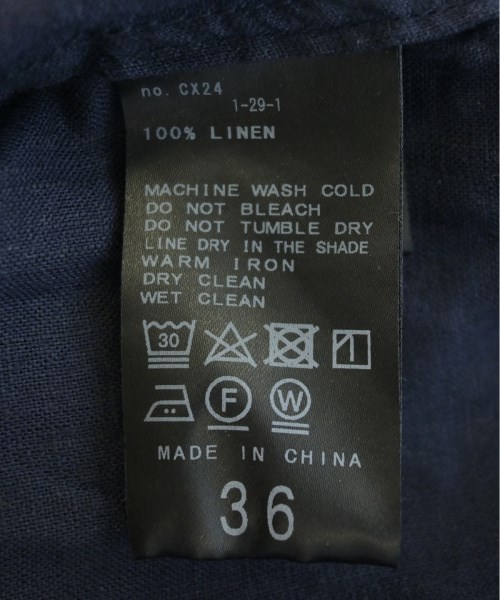 no. CX24
1-29-1
100% LINEN
MACHINE WASH COLD
DO NOT BLEACH
DO NOT TUMBLE DRY
LINE DRY IN THE SHADE
WARM IRON
DRY CLEAN
WET CLEAN
30
F W
MADE IN CHINA
36